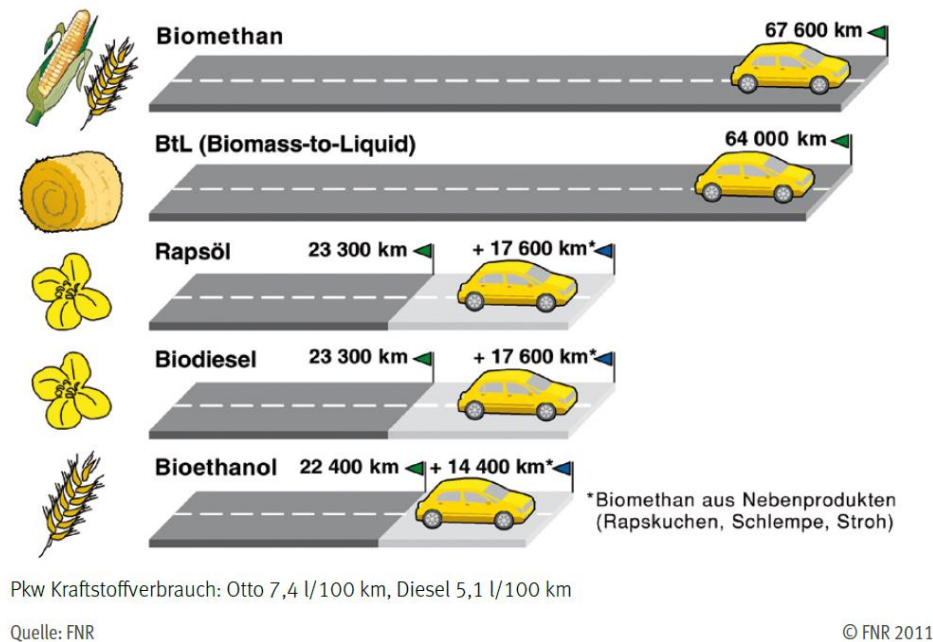 Biomethan
67 600 km
BtL (Biomass-to-Liquid)
64 000 km
Rapsöl
23 300 km
+ 17 600 km*
Biodiesel
23 300 km
+ 17 600 km*
Bioethanol
22 400 km
+ 14 400 km*
*Biomethan aus Nebenprodukten
(Rapskuchen, Schlempe, Stroh)
Pkw Kraftstoffverbrauch: Otto 7,4 l/100 km, Diesel 5,1 l/100 km
Quelle: FNR
© FNR 2011